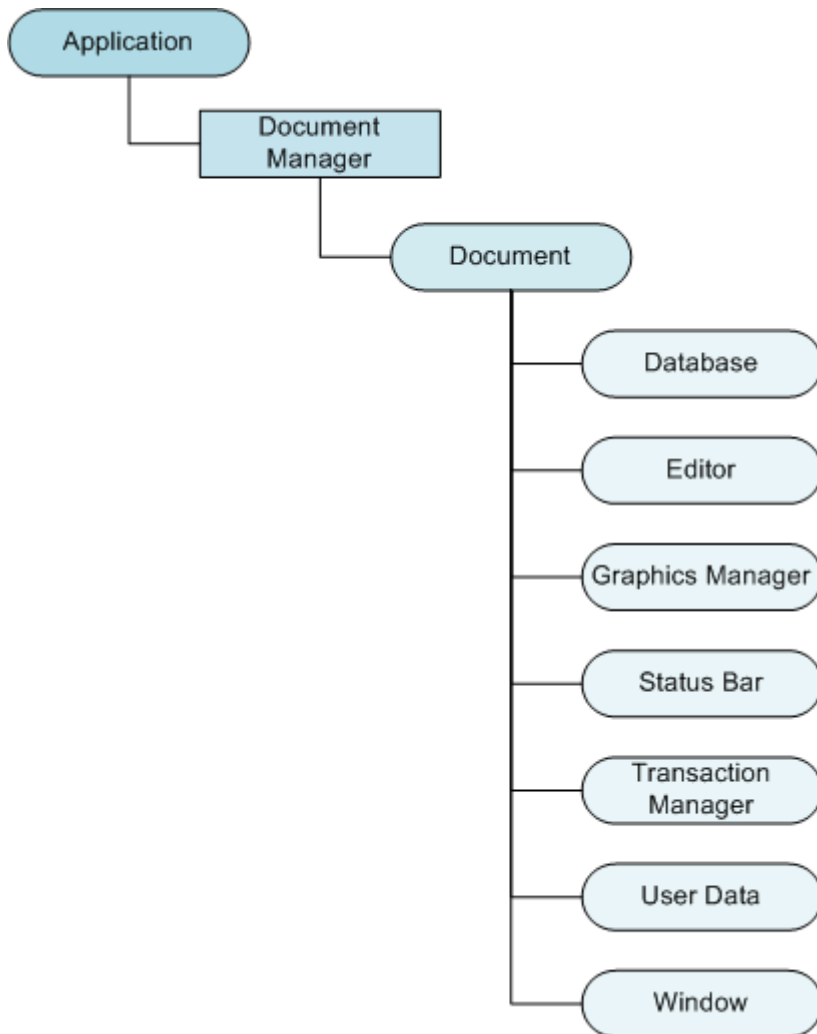 Application
Document
Manager
Document
Database
Editor
Graphics Manager
Status Bar
Transaction
Manager
User Data
Window